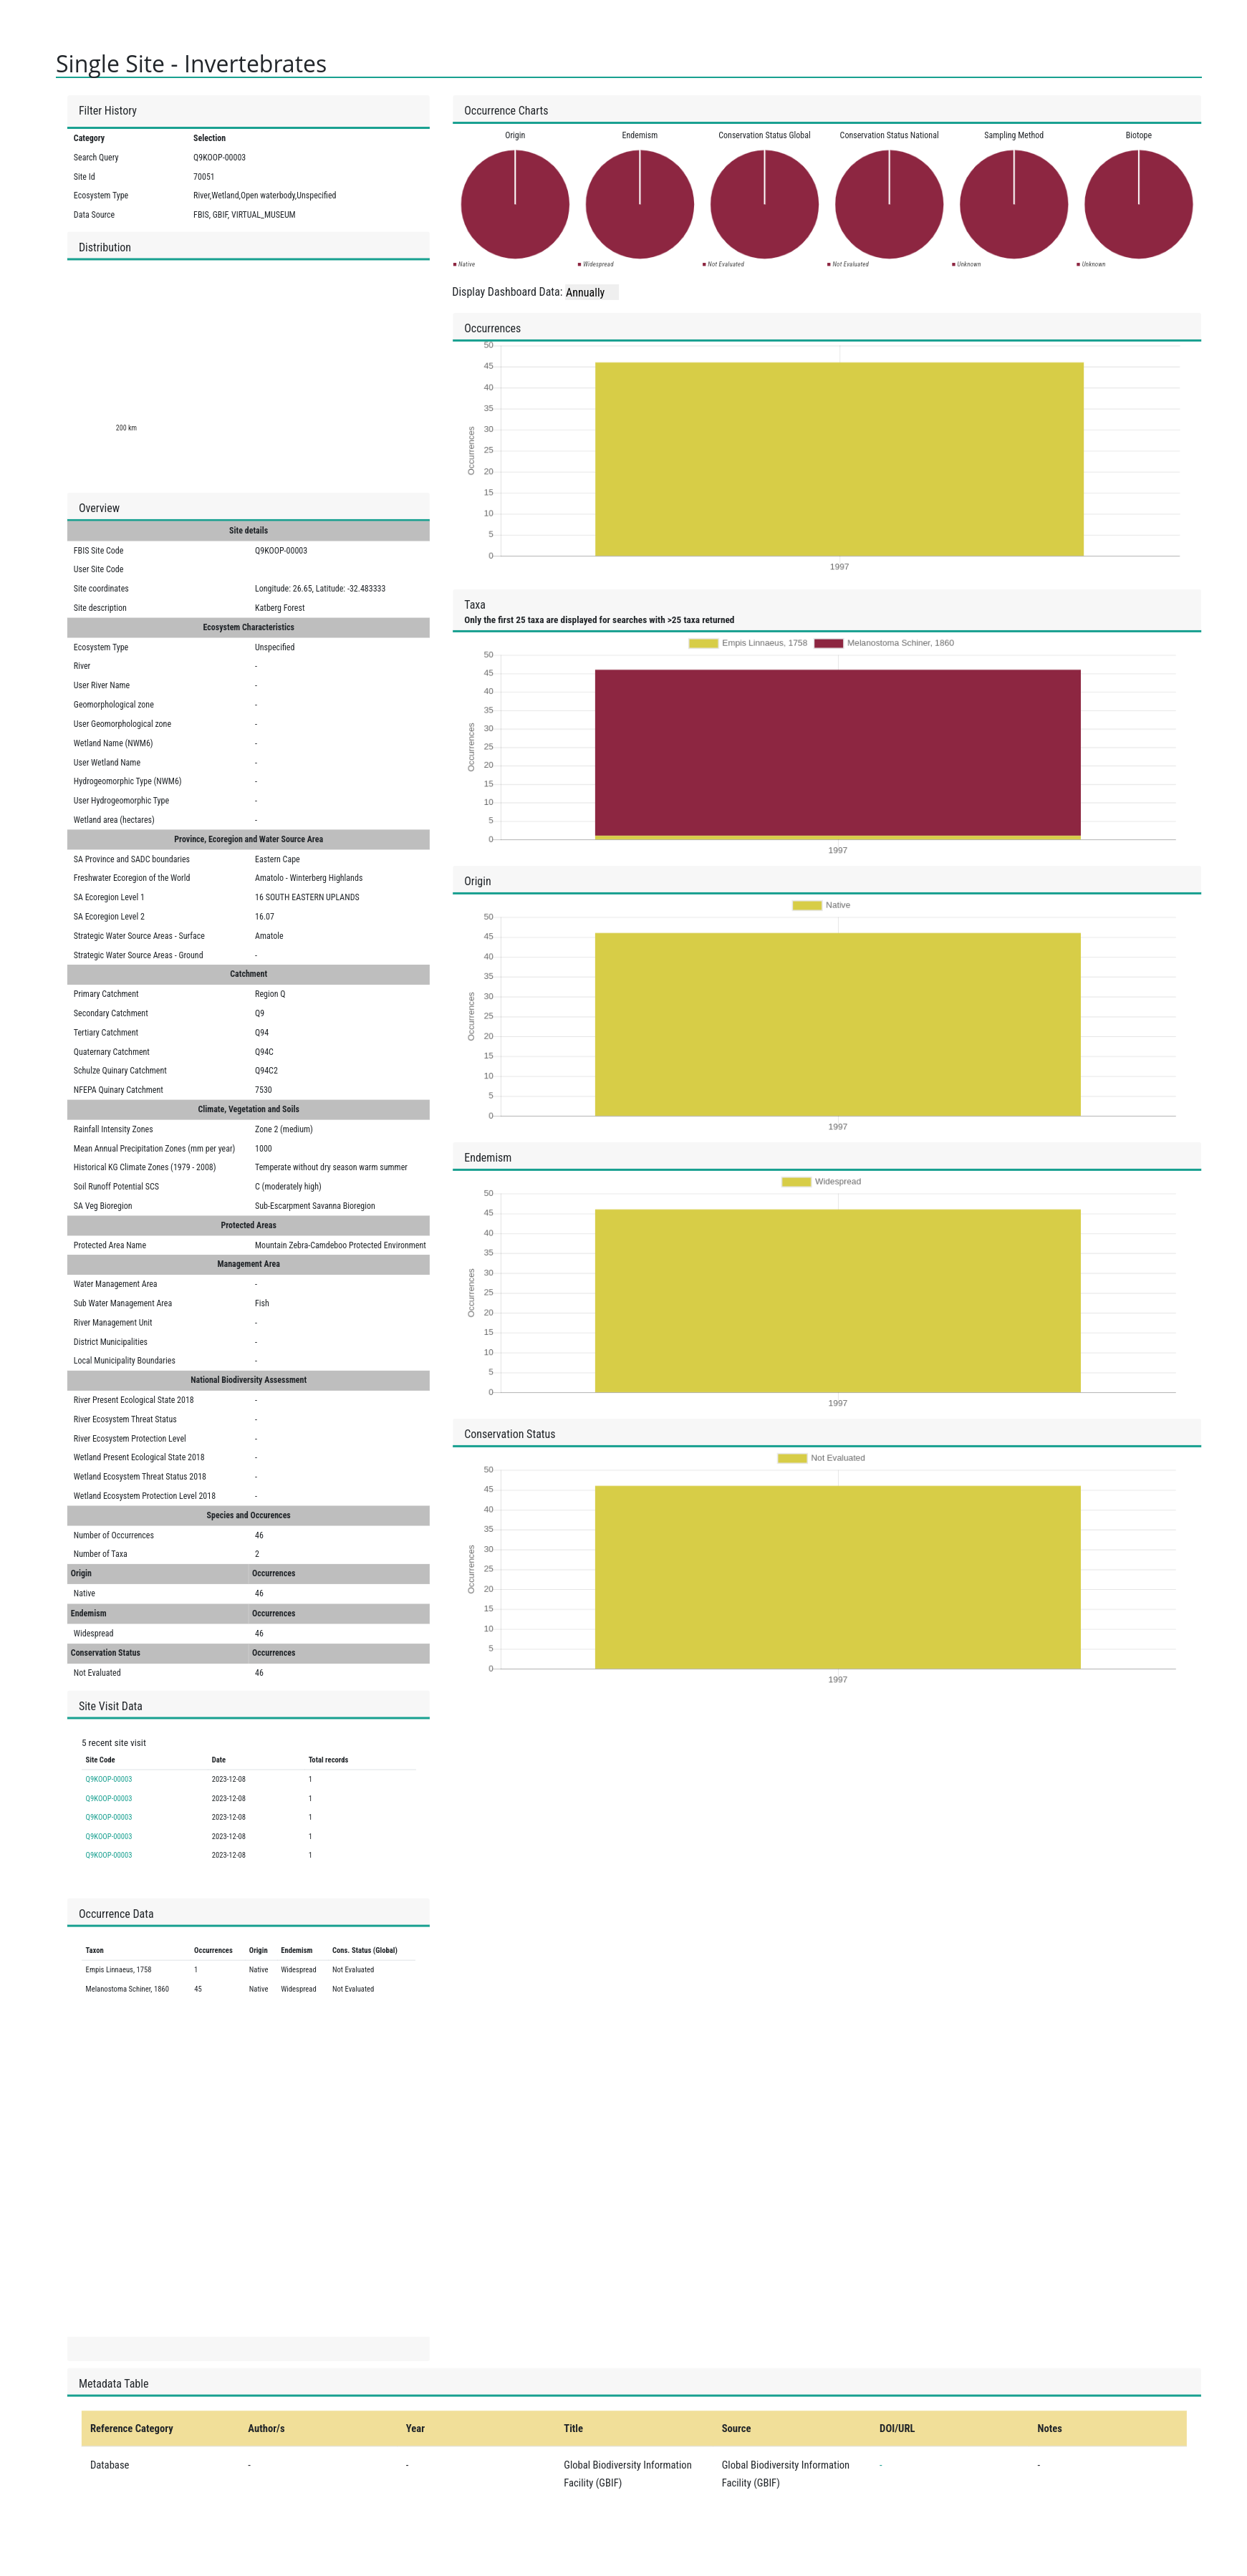 Single Site - Invertebrates
Filter History
Category Selection
Search Query Q9KOOP-00003
Site Id 70051
Ecosystem Type River,Wetland,Open waterbody,Unspecified
Data Source FBIS, GBIF, VIRTUAL_MUSEUM
Distribution
200 km
Overview
Site details
FBIS Site Code Q9KOOP-00003
User Site Code
Site coordinates Longitude: 26.65, Latitude: -32.483333
Site description Katberg Forest
Ecosystem Characteristics
Ecosystem Type Unspecified
River -
User River Name -
Geomorphological zone -
User Geomorphological zone -
Wetland Name (NWM6) -
User Wetland Name -
Hydrogeomorphic Type (NWM6) -
User Hydrogeomorphic Type -
Wetland area (hectares) -
Province, Ecoregion and Water Source Area
SA Province and SADC boundaries Eastern Cape
Freshwater Ecoregion of the World Amatolo - Winterberg Highlands
SA Ecoregion Level 1 16 SOUTH EASTERN UPLANDS
SA Ecoregion Level 2 16.07
Strategic Water Source Areas - Surface Amatole
Strategic Water Source Areas - Ground -
Catchment
Primary Catchment Region Q
Secondary Catchment Q9
Tertiary Catchment Q94
Quaternary Catchment Q94C
Schulze Quinary Catchment Q94C2
NFEPA Quinary Catchment 7530
Climate, Vegetation and Soils
Rainfall Intensity Zones Zone 2 (medium)
Mean Annual Precipitation Zones (mm per year) 1000
Historical KG Climate Zones (1979 - 2008) Temperate without dry season warm summer
Soil Runoff Potential SCS C (moderately high)
SA Veg Bioregion Sub-Escarpment Savanna Bioregion
Protected Areas
Protected Area Name Mountain Zebra-Camdeboo Protected Environment
Management Area
Water Management Area -
Sub Water Management Area Fish
River Management Unit -
District Municipalities -
Local Municipality Boundaries -
National Biodiversity Assessment
River Present Ecological State 2018 -
River Ecosystem Threat Status -
River Ecosystem Protection Level -
Wetland Present Ecological State 2018 -
Wetland Ecosystem Threat Status 2018 -
Wetland Ecosystem Protection Level 2018 -
Species and Occurences
Number of Occurrences 46
Number of Taxa 2
Origin Occurrences
Native 46
Endemism Occurrences
Widespread 46
Conservation Status Occurrences
Not Evaluated 46
Site Visit Data
5 recent site visit
Site Code Date Total records
Q9KOOP-00003 2023-12-08 1
Q9KOOP-00003 2023-12-08 1
Q9KOOP-00003 2023-12-08 1
Q9KOOP-00003 2023-12-08 1
Q9KOOP-00003 2023-12-08 1
Occurrence Data
Taxon Occurrences Origin Endemism Cons. Status (Global)
Empis Linnaeus, 1758 1 Native Widespread Not Evaluated
Melanostoma Schiner, 1860 45 Native Widespread Not Evaluated
Occurrence Charts
Origin Endemism Conservation Status Global Conservation Status National Sampling Method Biotope
Native Widespread Not Evaluated Not Evaluated Unknown Unknown
Display Dashboard Data: Annually
Occurrences
50
45
40
35
30
25
20
15
10
5
0
Occurrences
1997
Taxa
Only the first 25 taxa are displayed for searches with >25 taxa returned
Empis Linnaeus, 1758 Melanostoma Schiner, 1860
50
45
40
35
30
25
20
15
10
5
0
Occurrences
1997
Origin
Native
50
45
40
35
30
25
20
15
10
5
0
Occurrences
1997
Endemism
Widespread
50
45
40
35
30
25
20
15
10
5
0
Occurrences
1997
Conservation Status
Not Evaluated
50
45
40
35
30
25
20
15
10
5
0
Occurrences
1997
Metadata Table
Reference Category Author/s Year Title Source DOI/URL Notes
Database - - Global Biodiversity Information Global Biodiversity Information - -
Facility (GBIF) Facility (GBIF)